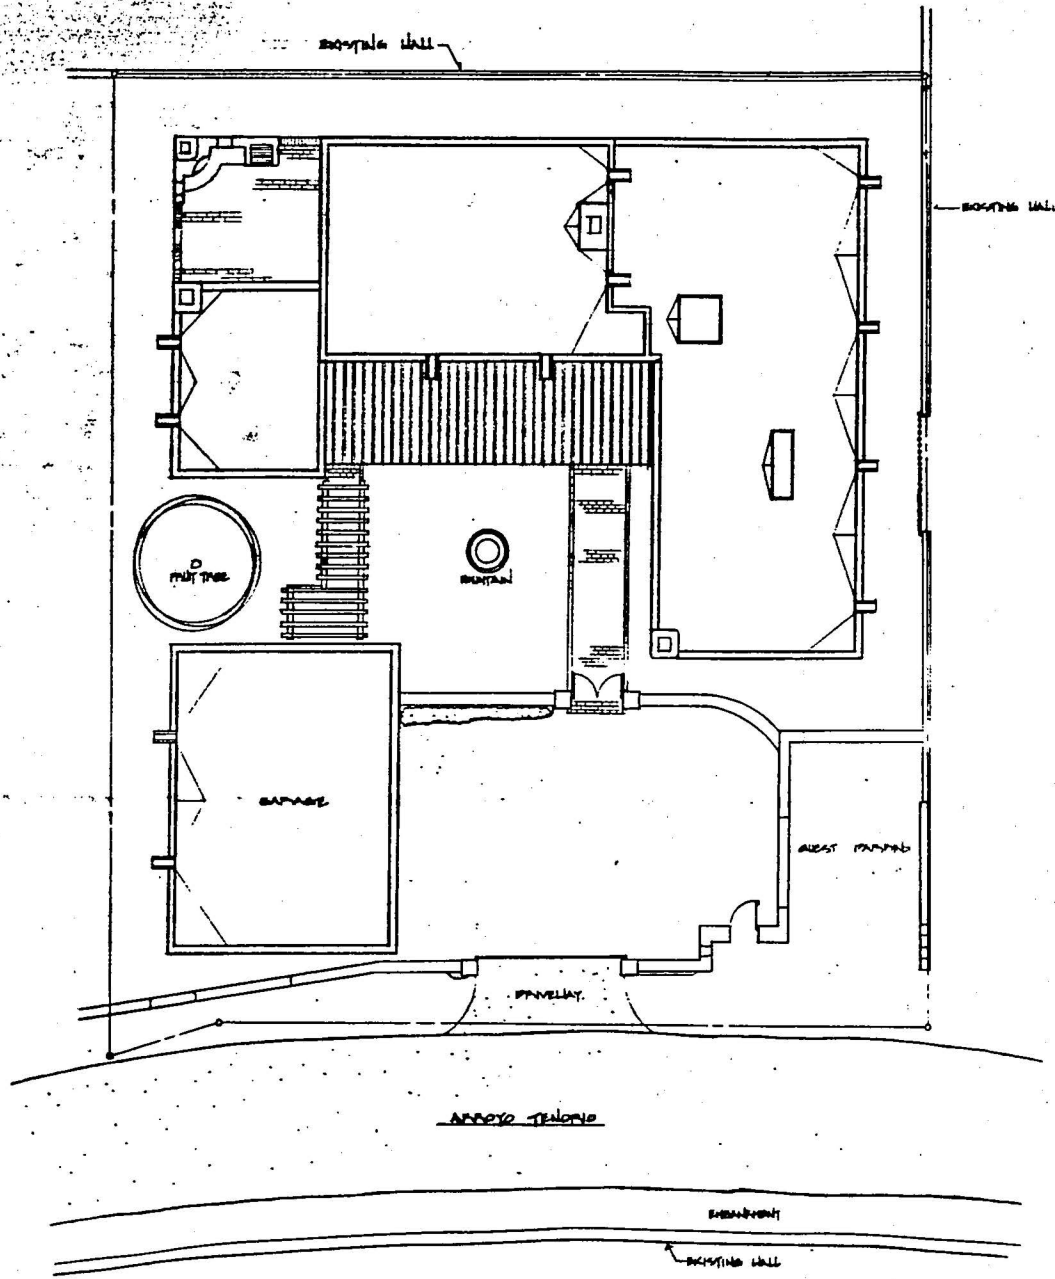 EXISTING WALL
EXISTING WALL
FRUIT TREE
FOUNTAIN
GARAGE
GUEST PARKING
DRIVEWAY
ARROYO TENORIO
EMBANKMENT
EXISTING WALL